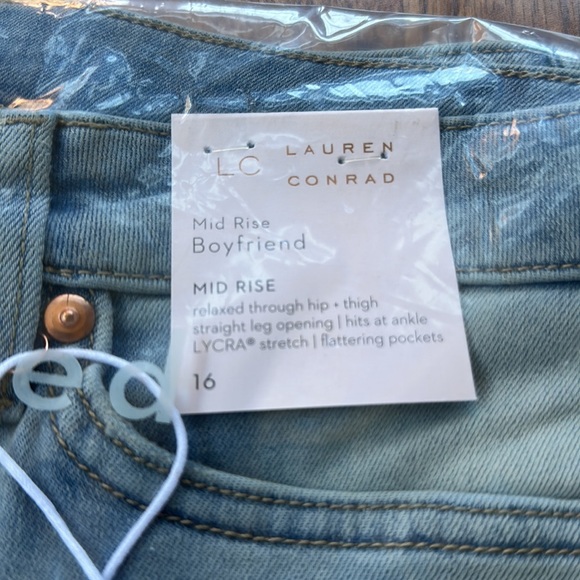 LC LAUREN
CONRAD
Mid Rise
Boyfriend
MID RISE
relaxed through hip + thigh
straight leg opening | hits at ankle
LYCRA® stretch | flattering pockets
16